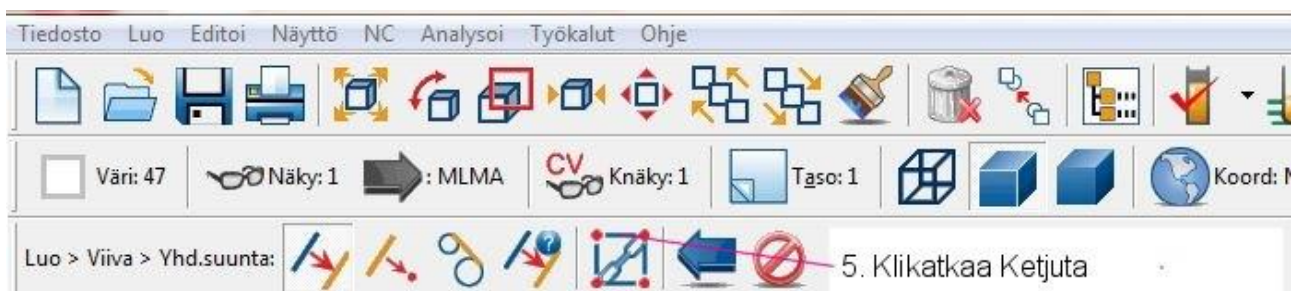 Tiedosto Luo Editoi Näyttö NC Analysoi Työkalut Ohje
Väri: 47 Näky: 1 : MLMA CV Knäky: 1 Taso: 1 Koord:
Luo > Viiva > Yhd.suunta: 5. Klikatkaa Ketjuta